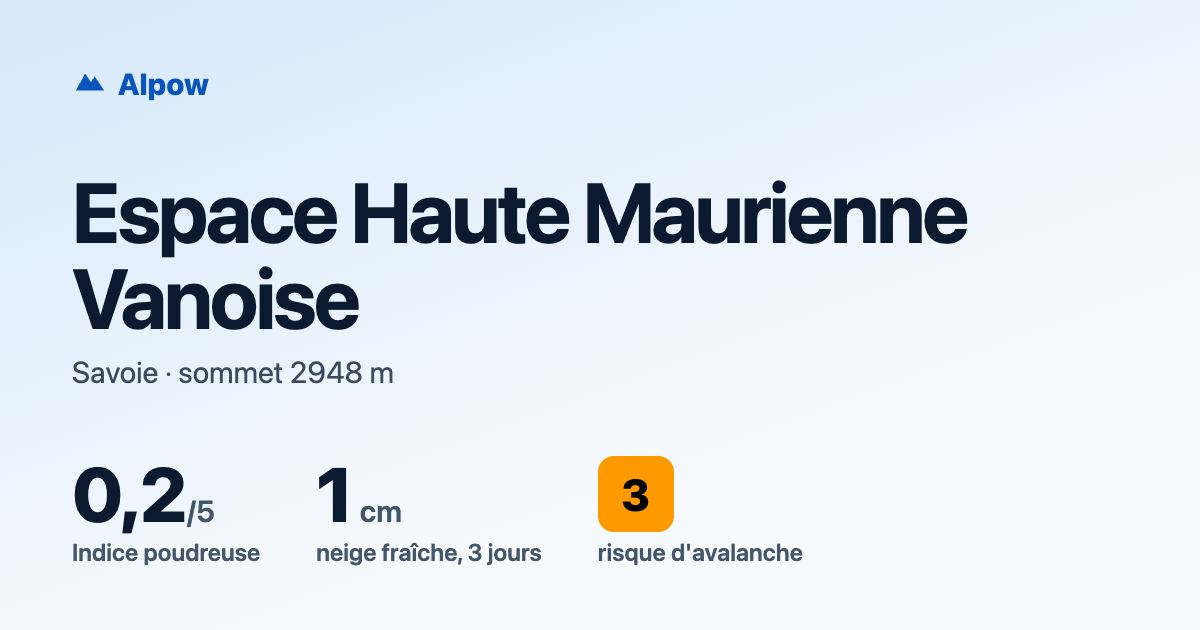 Alpow
Espace Haute Maurienne
Vanoise
Savoie · sommet 2948 m
0,2/5
Indice poudreuse
1 cm
neige fraîche, 3 jours
3
risque d'avalanche